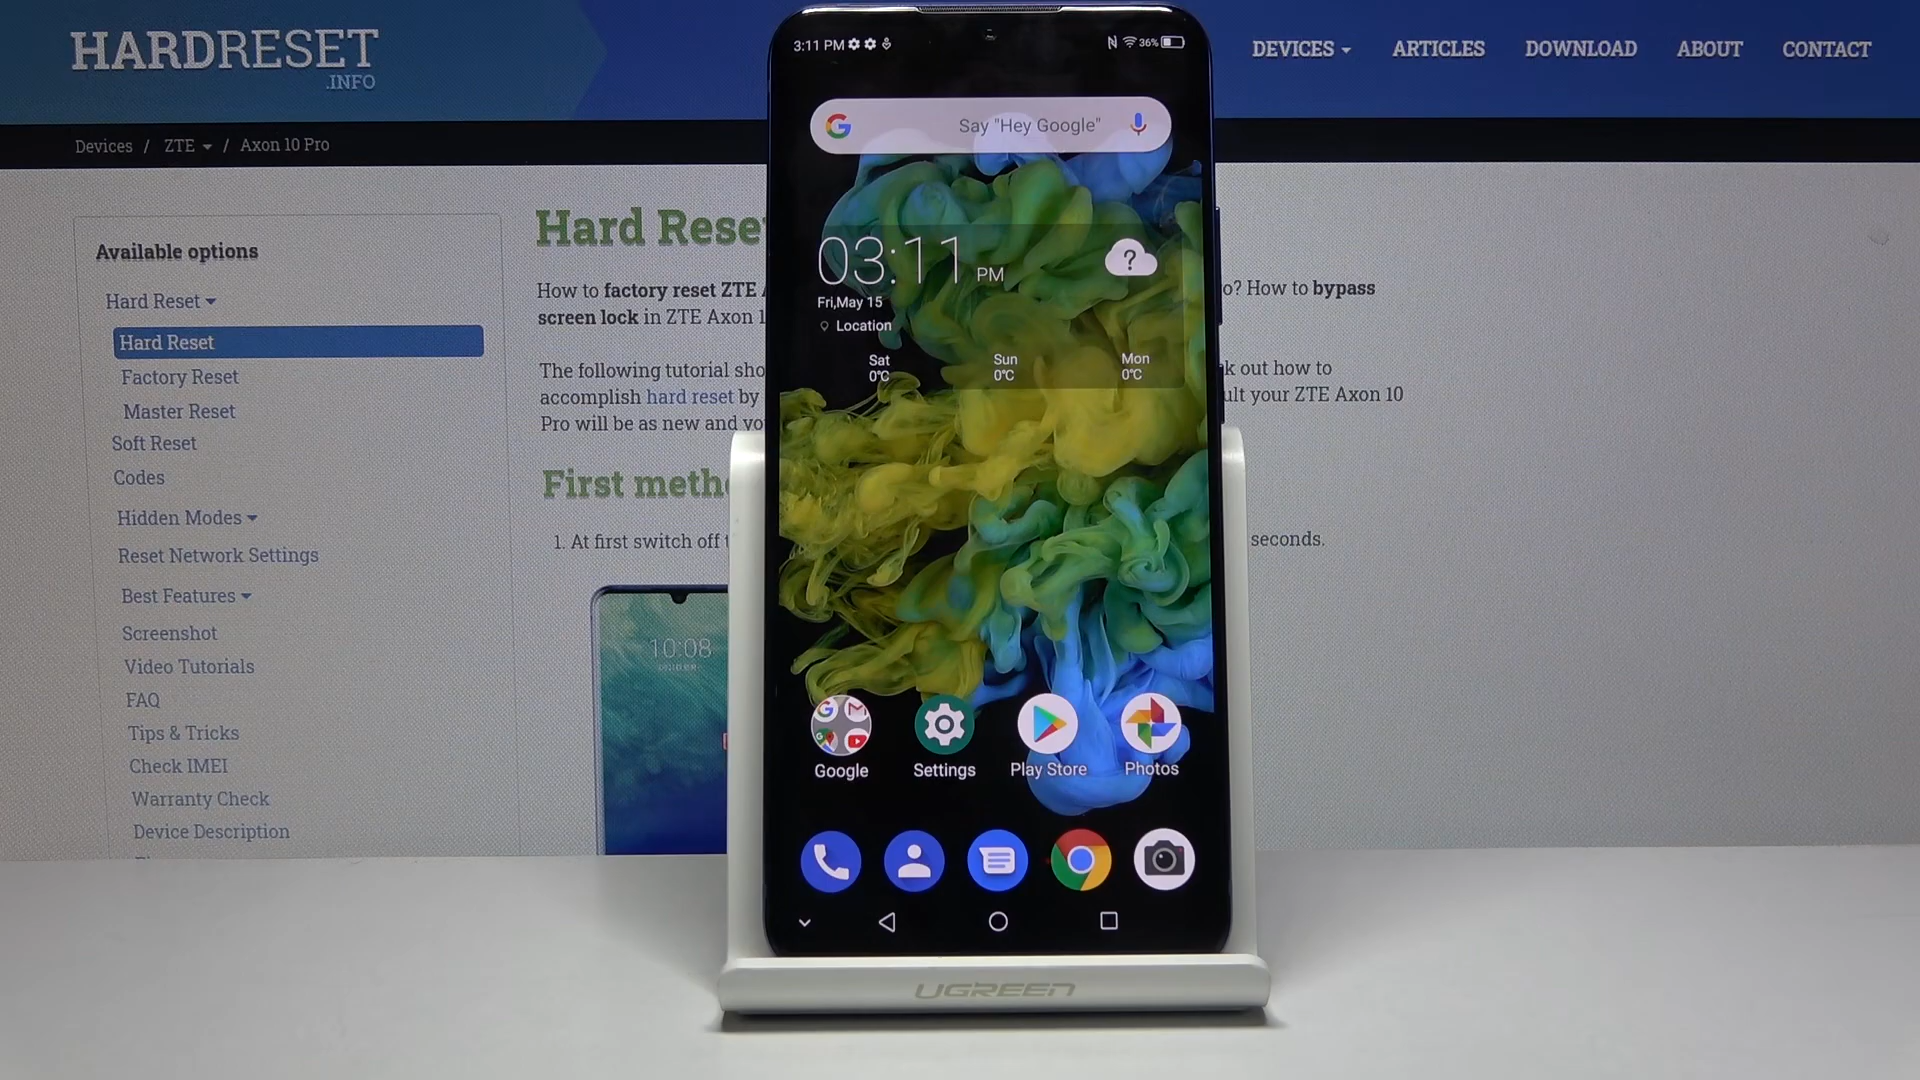 HARDRESET
.INFO
DEVICES
ARTICLES
DOWNLOAD
ABOUT
CONTACT
Devices / ZTE / Axon 10 Pro
Available options
Hard Reset
Hard Reset
Factory Reset
Master Reset
Soft Reset
Codes
Hidden Modes
Reset Network Settings
Best Features
Screenshot
Video Tutorials
FAQ
Tips & Tricks
Check IMEI
Warranty Check
Device Description
Hard Rese
How to factory reset ZTE
o? How to bypass
screen lock in ZTE Axon 1
The following tutorial sho
k out how to
accomplish hard reset by
ult your ZTE Axon 10
Pro will be as new and yo
First meth
1. At first switch off t
seconds.
10:08
3:11 PM
36%
Say "Hey Google"
03:11 PM
?
Fri,May 15
Location
Sat Sun Mon
0°C 0°C 0°C
Google Settings Play Store Photos
UGREEN